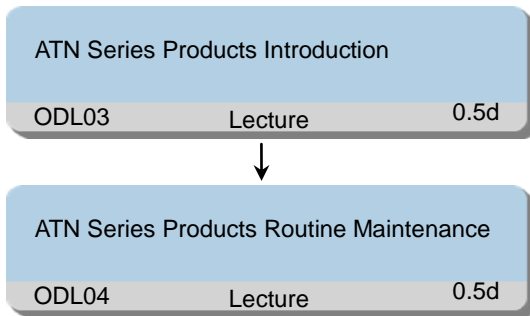 ATN Series Products Introduction
ODL03 Lecture 0.5d
ATN Series Products Routine Maintenance
ODL04 Lecture 0.5d